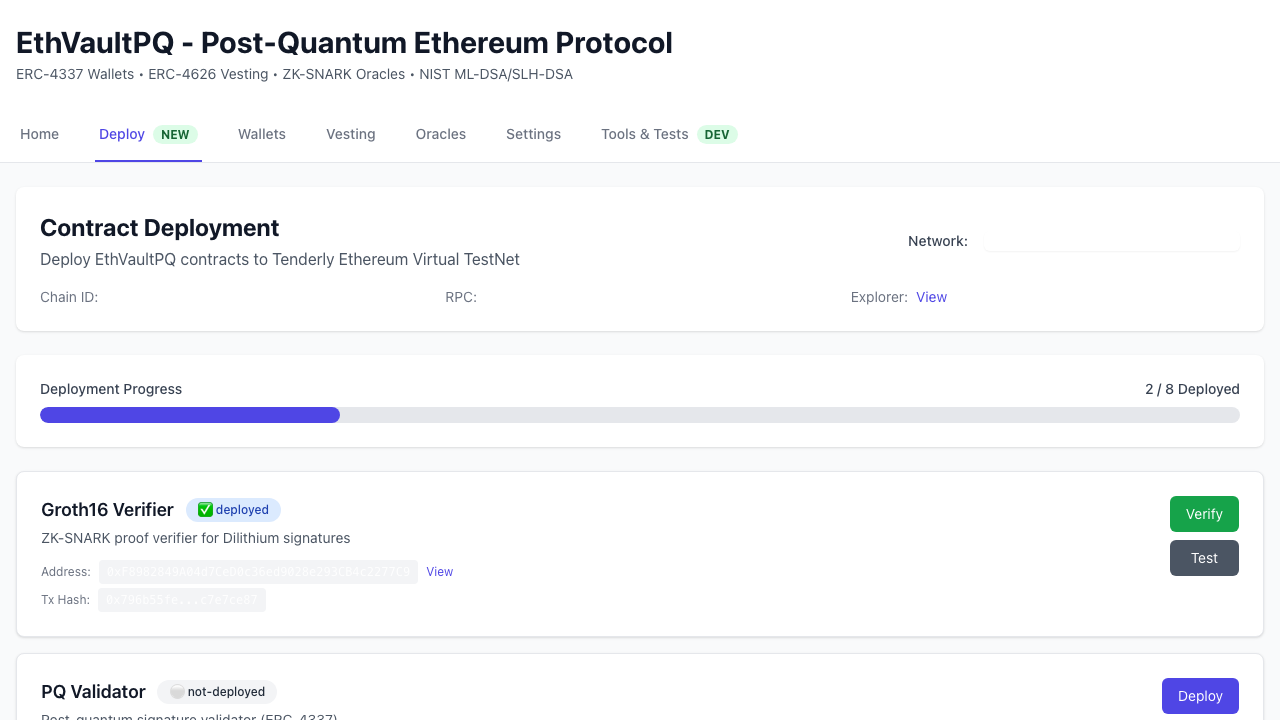 EthVaultPQ - Post-Quantum Ethereum Protocol
ERC-4337 Wallets • ERC-4626 Vesting • ZK-SNARK Oracles • NIST ML-DSA/SLH-DSA
Home Deploy NEW Wallets Vesting Oracles Settings Tools & Tests DEV
Contract Deployment
Deploy EthVaultPQ contracts to Tenderly Ethereum Virtual TestNet
Network:
Chain ID: RPC: Explorer: View
Deployment Progress 2 / 8 Deployed
Groth16 Verifier ✅ deployed
Verify
ZK-SNARK proof verifier for Dilithium signatures
Test
Address: View
Tx Hash:
PQ Validator not-deployed
Deploy
Post-quantum signature validator (ERC-4337)